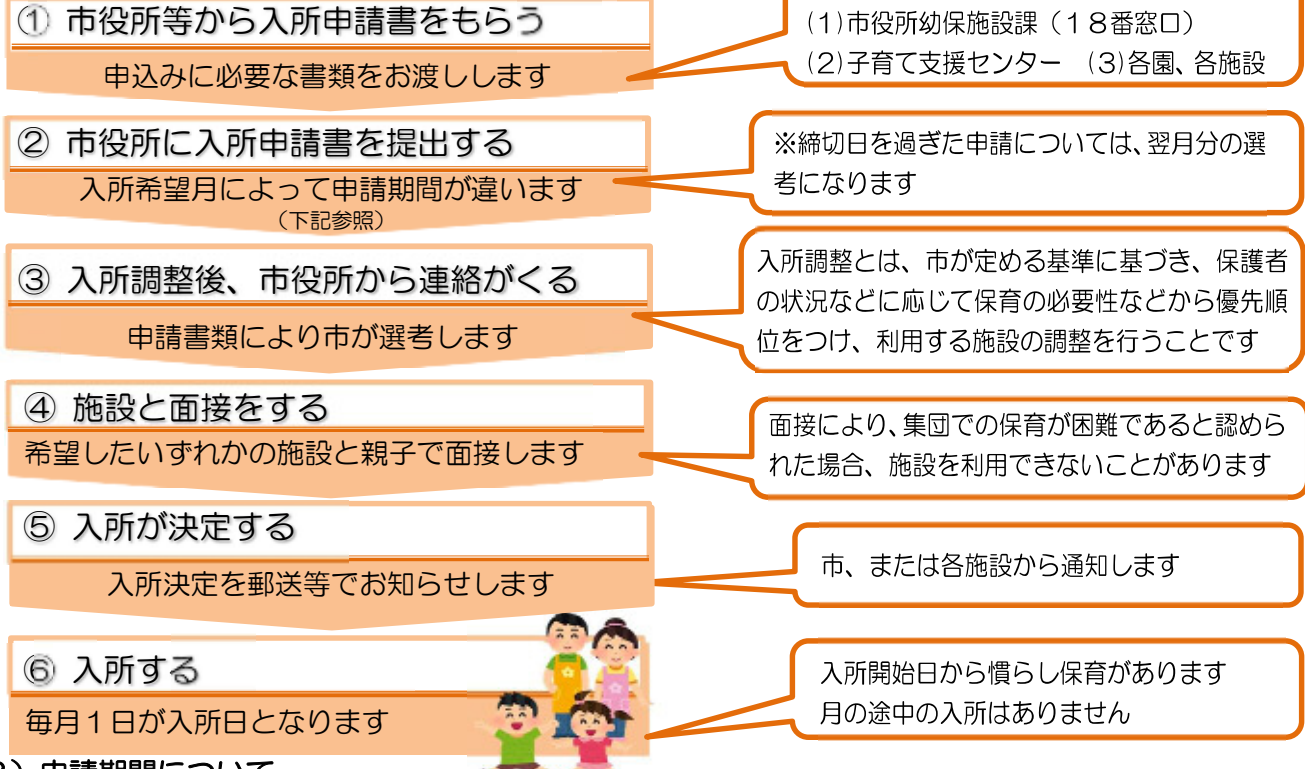 ① 市役所等から入所申請書をもらう
申込みに必要な書類をお渡しします
(1)市役所幼保施設課（１８番窓口）
(2)子育て支援センター (3)各園、各施設
② 市役所に入所申請書を提出する
入所希望月によって申請期間が違います
（下記参照）
※締切日を過ぎた申請については、翌月分の選
考になります
③ 入所調整後、市役所から連絡がくる
申請書類により市が選考します
入所調整とは、市が定める基準に基づき、保護者
の状況などに応じて保育の必要性などから優先順
位をつけ、利用する施設の調整を行うことです
④ 施設と面接をする
希望したいずれかの施設と親子で面接します
面接により、集団での保育が困難であると認めら
れた場合、施設を利用できないことがあります
⑤ 入所が決定する
入所決定を郵送等でお知らせします
市、または各施設から通知します
⑥ 入所する
毎月１日が入所日となります
入所開始日から慣らし保育があります
月の途中の入所はありません
）申請期間について